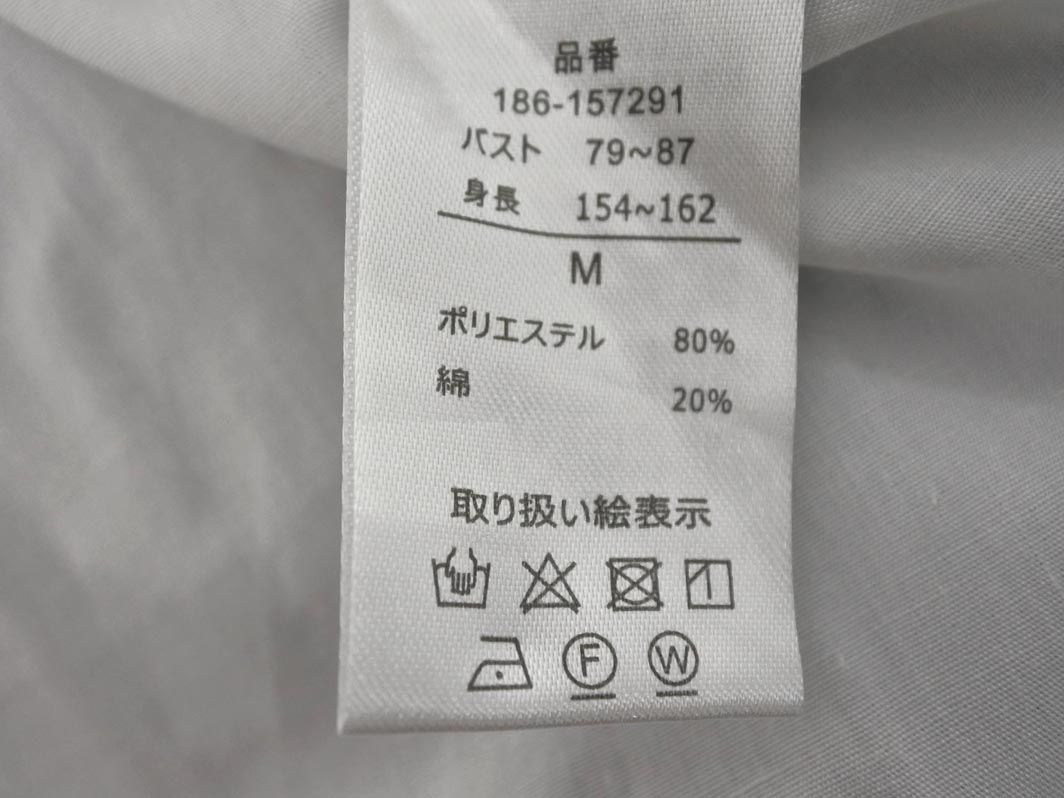 品番
186-157291
バスト 79~87
身長 154~162
M
ポリエステル 80%
綿 20%
取り扱い絵表示
F W